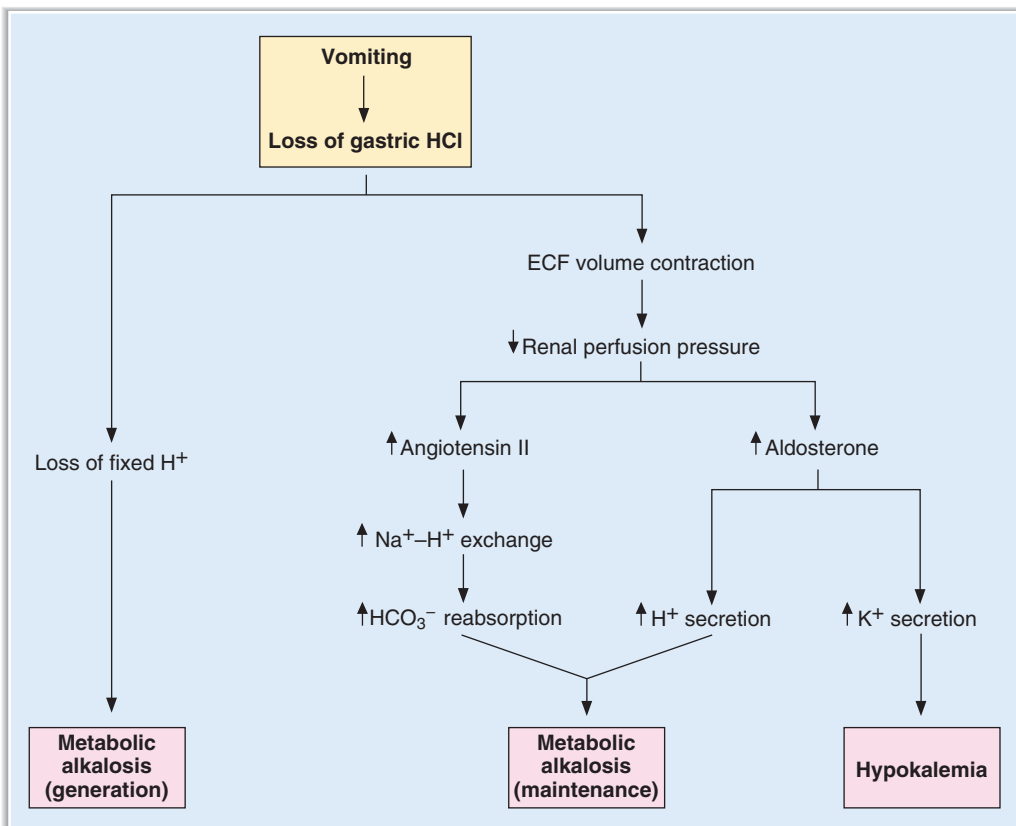 Vomiting
Loss of gastric HCl
ECF volume contraction
↓Renal perfusion pressure
↑Angiotensin II
↑Aldosterone
Loss of fixed H⁺
↑Na⁺–H⁺ exchange
↑HCO₃⁻ reabsorption
↑H⁺ secretion
↑K⁺ secretion
Metabolic
alkalosis
(generation)
Metabolic
alkalosis
(maintenance)
Hypokalemia